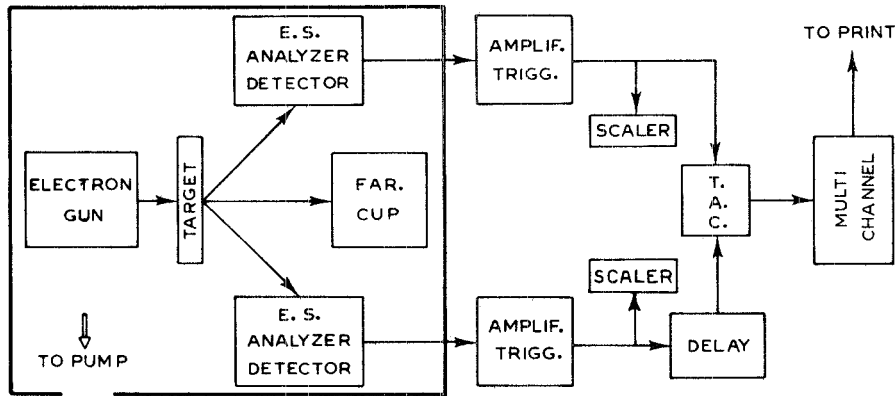 E. S.
ANALYZER
DETECTOR
AMPLIF.
TRIGG.
TO PRINT
SCALER
ELECTRON
GUN
TARGET
FAR.
CUP
T.
A.
C.
MULTI
CHANNEL
SCALER
E. S.
ANALYZER
DETECTOR
AMPLIF.
TRIGG.
DELAY
TO PUMP